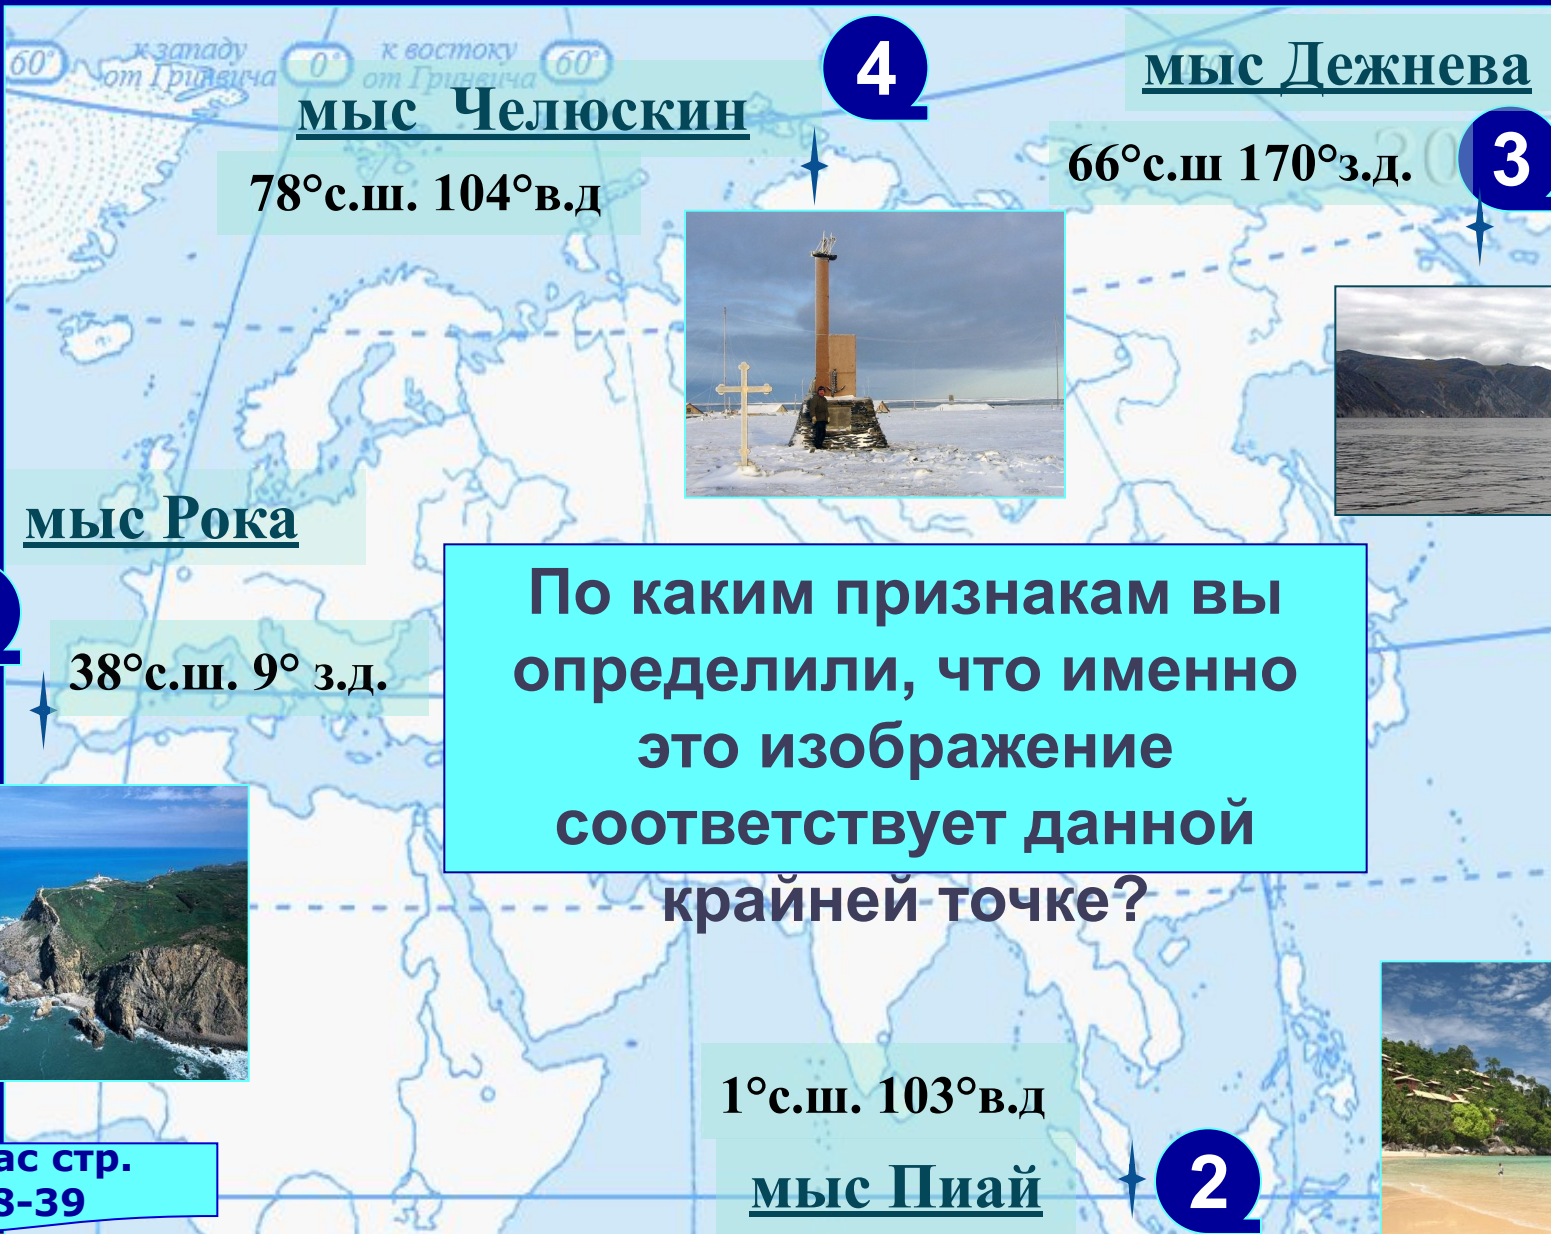 60°
к западу
от Гринвича
0°
к востоку
от Гринвича
60°
4
мыс Дежнева
мыс  Челюскин
66°с.ш 170°з.д.
3
78°с.ш. 104°в.д
мыс Рока
38°с.ш. 9° з.д.
По каким признакам вы
определили, что именно
это изображение
соответствует данной
крайней точке?
1°с.ш. 103°в.д
мыс Пиай
2
ас стр.
8-39